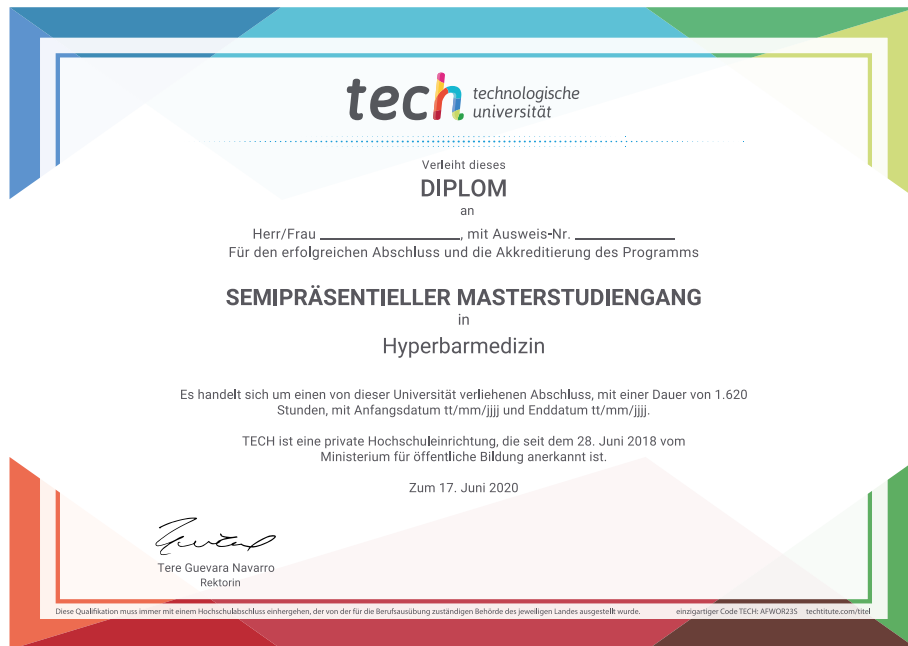 tech technologische
universität
Verleiht dieses
DIPLOM
an
Herr/Frau ____________________, mit Ausweis-Nr. ______________
Für den erfolgreichen Abschluss und die Akkreditierung des Programms
SEMIPRÄSENTIELLER MASTERSTUDIENGANG
in
Hyperbarmedizin
Es handelt sich um einen von dieser Universität verliehenen Abschluss, mit einer Dauer von 1.620
Stunden, mit Anfangsdatum tt/mm/jjjj und Enddatum tt/mm/jjjj.
TECH ist eine private Hochschuleinrichtung, die seit dem 28. Juni 2018 vom
Ministerium für öffentliche Bildung anerkannt ist.
Zum 17. Juni 2020
Tere Guevara Navarro
Rektorin
Diese Qualifikation muss immer mit einem Hochschulabschluss einhergehen, der von der für die Berufsausübung zuständigen Behörde des jeweiligen Landes ausgestellt wurde. einzigartiger Code TECH: AFWOR23S techtitute.com/titel